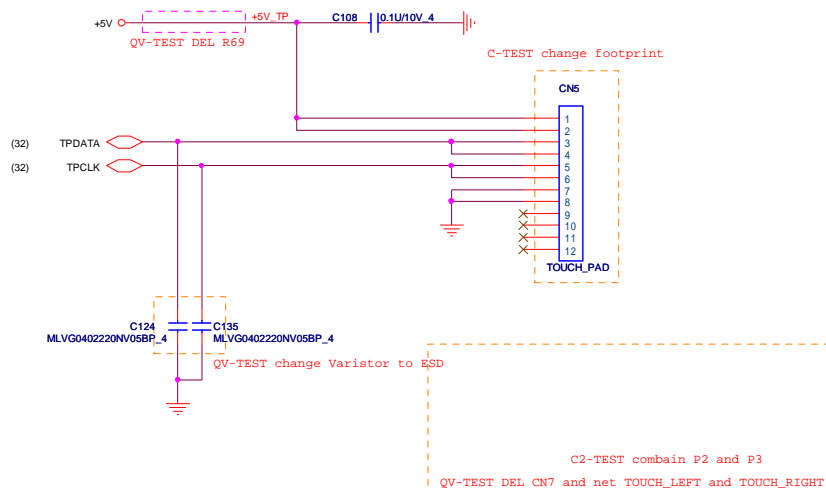 +5V
+5V_TP
C108
0.1U/10V_4
QV-TEST DEL R69
C-TEST change footprint
CN5
1
2
(32)
TPDATA
3
4
(32)
TPCLK
5
6
7
8
9
10
11
12
TOUCH_PAD
C124
C135
MLVG0402220NV05BP_4
MLVG0402220NV05BP_4
QV-TEST change Varistor to ESD
C2-TEST combain P2 and P3
QV-TEST DEL CN7 and net TOUCH_LEFT and TOUCH_RIGHT